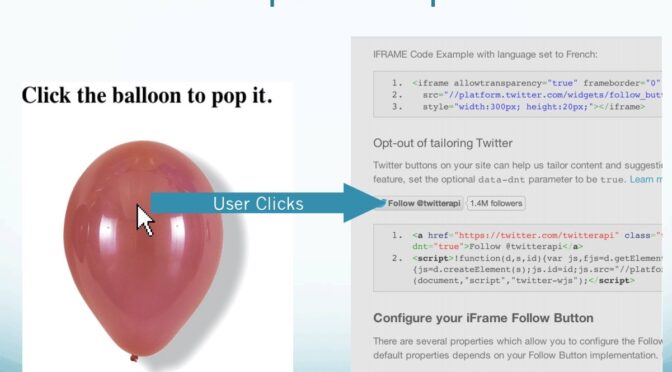 Click the balloon to pop it.
User Clicks
IFRAME Code Example with language set to French:
1. <iframe allowtransparency="true" frameborder="0"
2. src="//platform.twitter.com/widgets/follow_but
3. style="width:300px; height:20px;"></iframe>
Opt-out of tailoring Twitter
Twitter buttons on your site can help us tailor content and suggesti
feature, set the optional data-dnt parameter to be true. Learn m
Follow @twitterapi 1.4M followers
1. <a href="https://twitter.com/twitterapi" class="
dnt="true">Follow @twitterapi</a>
2. <script>!function(d,s,id){var js,fjs=d.getElemen
{js=d.createElement(s);js.id=id;js.src="//platfo
(document,"script","twitter-wjs");</script>
Configure your iFrame Follow Button
There are several properties which allow you to configure the Follow
default properties depends on your Follow Button implementation.